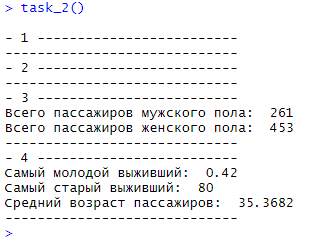 > task_2()
- 1 -------------------------
-----------------------------
- 2 -------------------------
-----------------------------
- 3 -------------------------
Всего пассажиров мужского пола:  261
Всего пассажиров женского пола:  453
-----------------------------
- 4 -------------------------
Самый молодой выживший:  0.42
Самый старый выживший:  80
Средний возраст пассажиров:  35.3682
-----------------------------
>